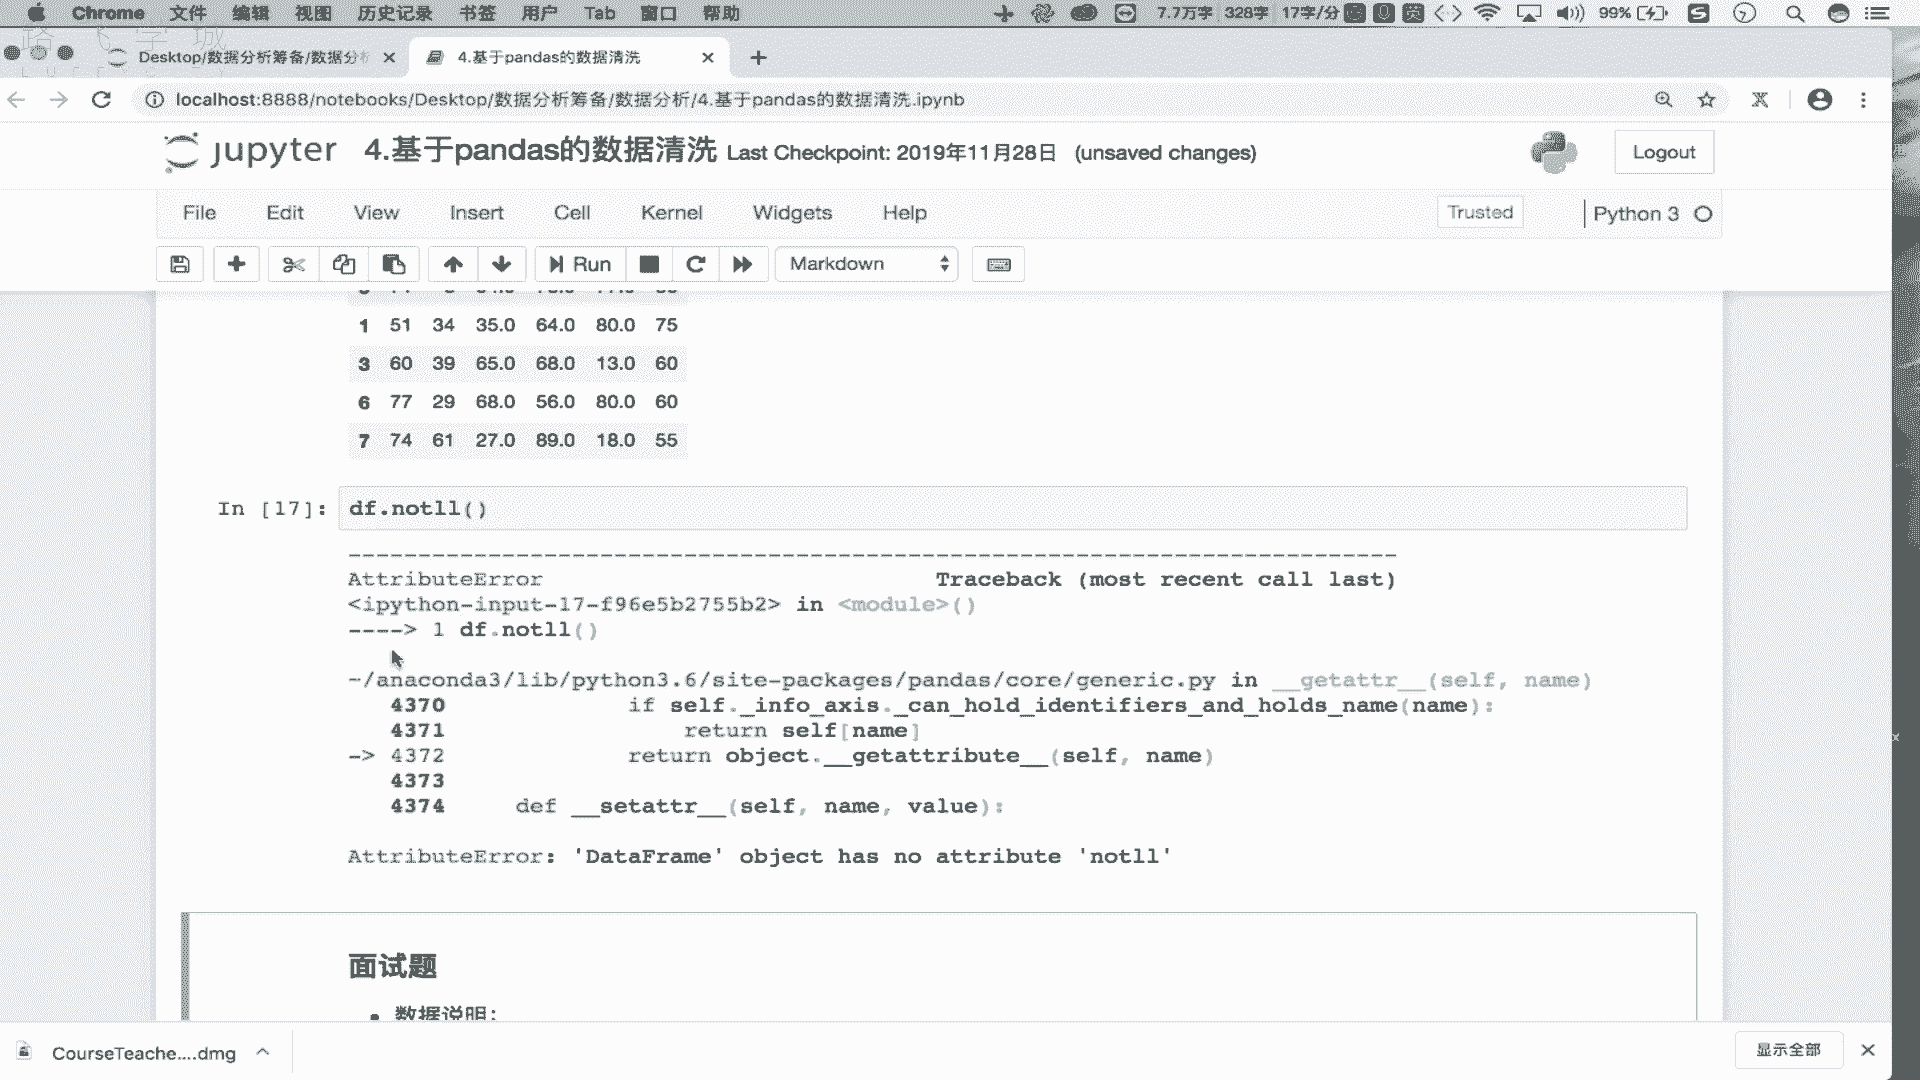 Chrome 文件 编辑 视图 历史记录 书签 用户 Tab 窗口 帮助 7.7万字 328字 17字/分 英 99%
Desktop/数据分析筹备/数据分
4.基于pandas的数据清洗
localhost:8888/notebooks/Desktop/数据分析筹备/数据分析/4.基于pandas的数据清洗.ipynb
jupyter 4.基于pandas的数据清洗 Last Checkpoint: 2019年11月28日 (unsaved changes)
Logout
File Edit View Insert Cell Kernel Widgets Help
Trusted
Python 3
Run
Markdown
1 51 34 35.0 64.0 80.0 75
3 60 39 65.0 68.0 13.0 60
6 77 29 68.0 56.0 80.0 60
7 74 61 27.0 89.0 18.0 55
In [17]: df.notll()
---------------------------------------------------------------------------
AttributeError Traceback (most recent call last)
<ipython-input-17-f96e5b2755b2> in <module>()
----> 1 df.notll()
~/anaconda3/lib/python3.6/site-packages/pandas/core/generic.py in __getattr__(self, name)
4370 if self._info_axis._can_hold_identifiers_and_holds_name(name):
4371 return self[name]
-> 4372 return object.__getattribute__(self, name)
4373
4374 def __setattr__(self, name, value):
AttributeError: 'DataFrame' object has no attribute 'notll'
面试题
• 数据说明:
CourseTeache....dmg
显示全部